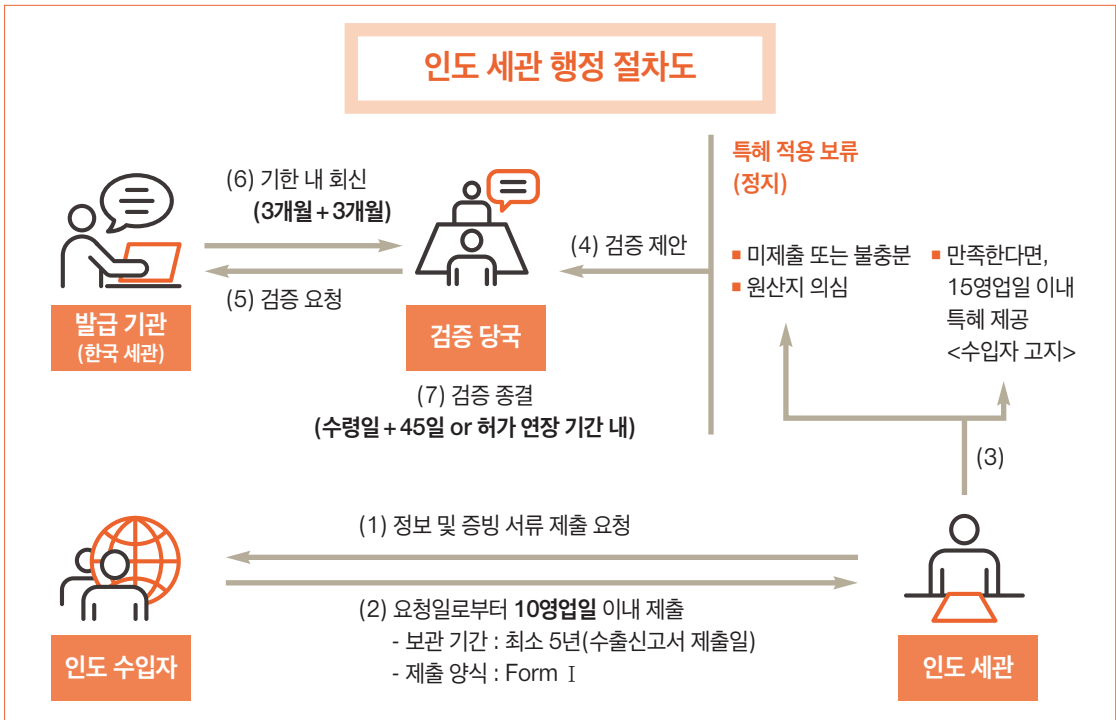 인도 세관 행정 절차도
특혜 적용 보류
(정지)
(6) 기한 내 회신
(3개월 + 3개월)
(4) 검증 제안
■ 미제출 또는 불충분
■ 원산지 의심
■ 만족한다면,
15영업일 이내
특혜 제공
<수입자 고지>
(5) 검증 요청
발급 기관
(한국 세관)
검증 당국
(7) 검증 종결
(수령일 + 45일 or 허가 연장 기간 내)
(3)
(1) 정보 및 증빙 서류 제출 요청
(2) 요청일로부터 10영업일 이내 제출
- 보관 기간 : 최소 5년(수출신고서 제출일)
- 제출 양식 : Form Ⅰ
인도 수입자
인도 세관